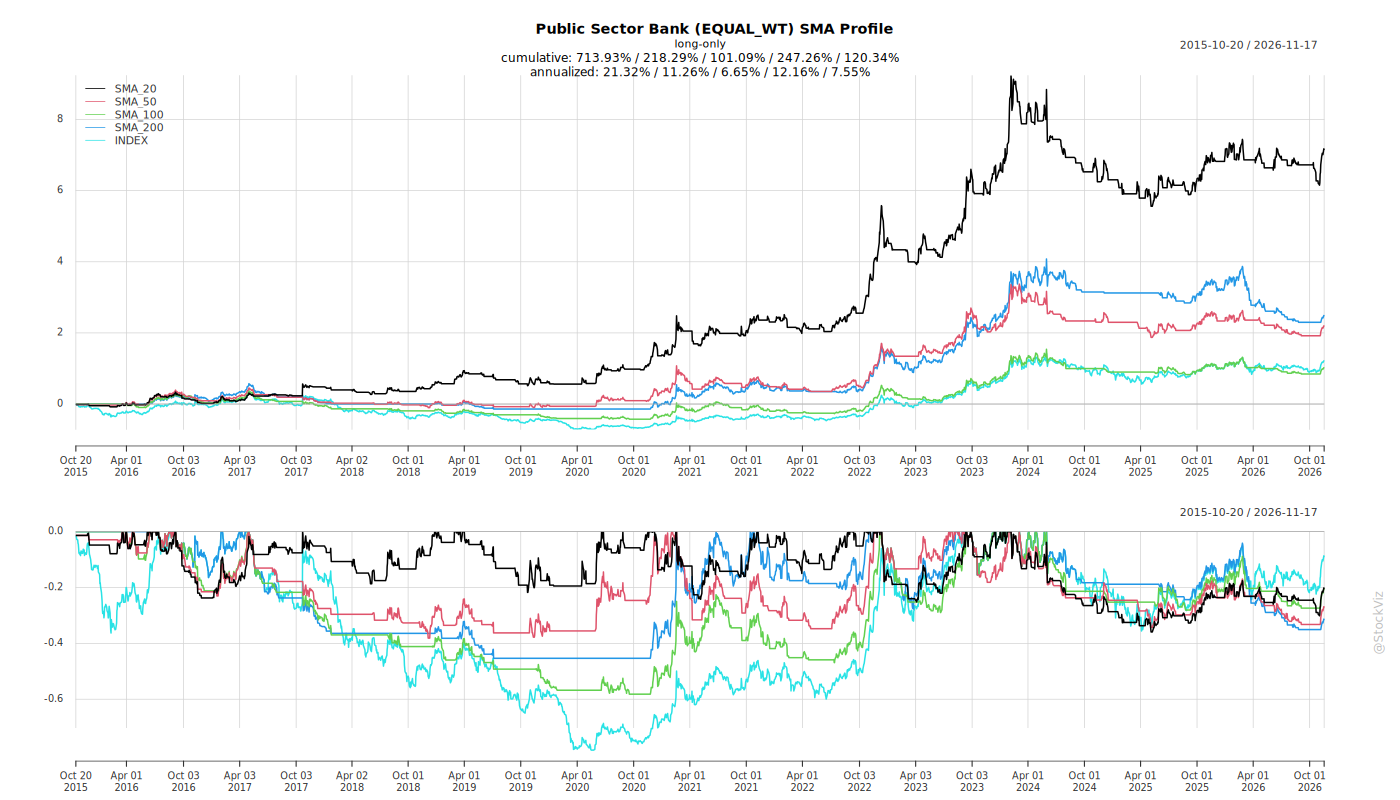 Public Sector Bank (EQUAL_WT) SMA Profile
long-only
cumulative: 713.93% / 218.29% / 101.09% / 247.26% / 120.34%
annualized: 21.32% / 11.26% / 6.65% / 12.16% / 7.55%
2015-10-20 / 2026-11-17
SMA_20
SMA_50
SMA_100
SMA_200
INDEX
8
6
4
2
0
Oct 20 Apr 01 Oct 03 Apr 03 Oct 03 Apr 02 Oct 01 Apr 01 Oct 01 Apr 01 Oct 01 Apr 01 Oct 01 Apr 01 Oct 03 Apr 03 Oct 03 Apr 01 Oct 01 Apr 01 Oct 01 Apr 01 Oct 01
2015 2016 2016 2017 2017 2018 2018 2019 2019 2020 2020 2021 2021 2022 2022 2023 2023 2024 2024 2025 2025 2026 2026
2015-10-20 / 2026-11-17
0.0
-0.2
-0.4
-0.6
Oct 20 Apr 01 Oct 03 Apr 03 Oct 03 Apr 02 Oct 01 Apr 01 Oct 01 Apr 01 Oct 01 Apr 01 Oct 01 Apr 01 Oct 03 Apr 03 Oct 03 Apr 01 Oct 01 Apr 01 Oct 01 Apr 01 Oct 01
2015 2016 2016 2017 2017 2018 2018 2019 2019 2020 2020 2021 2021 2022 2022 2023 2023 2024 2024 2025 2025 2026 2026
@StockViz